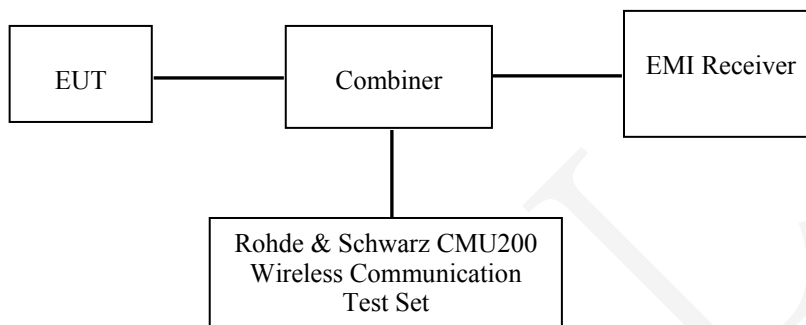 EUT
Combiner
EMI Receiver
Rohde & Schwarz CMU200
Wireless Communication
Test Set